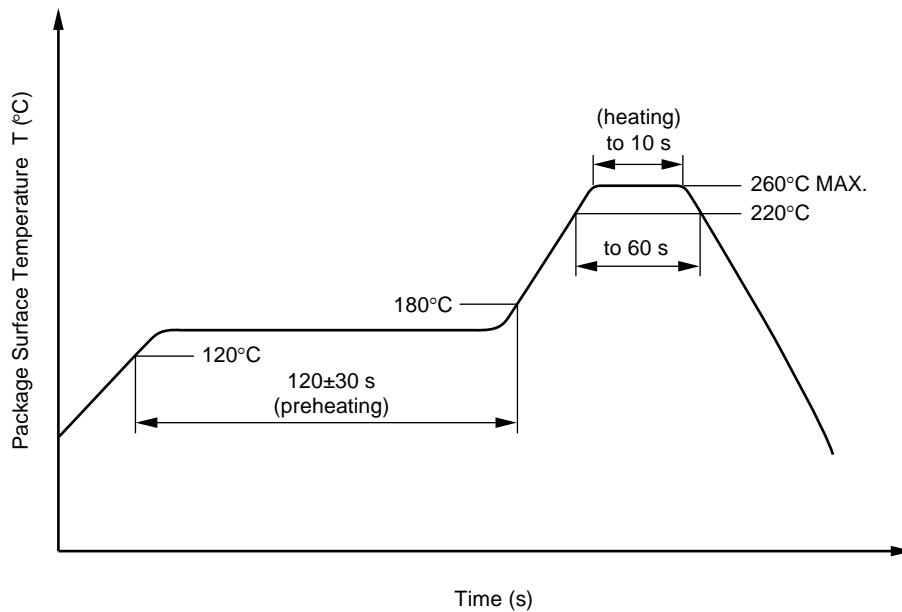 Package Surface Temperature T (°C)
(heating)
to 10 s
260°C MAX.
220°C
to 60 s
180°C
120°C
120±30 s
(preheating)
Time (s)